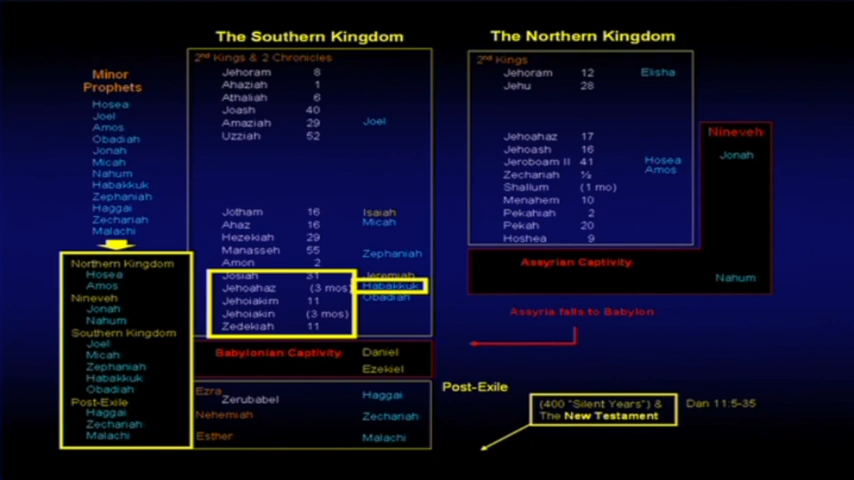 The Southern Kingdom
The Northern Kingdom
Minor
Prophets
Hosea
Joel
Amos
Obadiah
Jonah
Micah
Nahum
Habakkuk
Zephaniah
Haggai
Zechariah
Malachi
Northern Kingdom
Hosea
Amos
Nineveh
Jonah
Nahum
Southern Kingdom
Joel
Micah
Zephaniah
Habakkuk
Obadiah
Post-Exile
Haggai
Zechariah
Malachi
2nd Kings & 2 Chronicles
Jehoram 8
Ahaziah 1
Athaliah 6
Joash 40
Amaziah 29 Joel
Uzziah 52
Jotham 16 Isaiah
Ahaz 16 Micah
Hezekiah 29
Manasseh 55 Zephaniah
Amon 2
Josiah 31 Jeremiah
Jehoahaz (3 mos) Habakkuk
Jehoiakim 11 Obadiah
Jehoiakin (3 mos)
Zedekiah 11
Babylonian Captivity
Daniel
Ezekiel
Ezra
Zerubabel
Haggai
Nehemiah
Zechariah
Esther
Malachi
2nd Kings
Jehoram 12 Elisha
Jehu 28
Jehoahaz 17
Jehoash 16
Jeroboam II 41 Hosea
Zechariah ½ Amos
Shallum (1 mo)
Menahem 10
Pekahiah 2
Pekah 20
Hoshea 9
Nineveh
Jonah
Assyrian Captivity
Nahum
Assyria falls to Babylon
Post-Exile
(400 "Silent Years") &
The New Testament
Dan 11:5-35